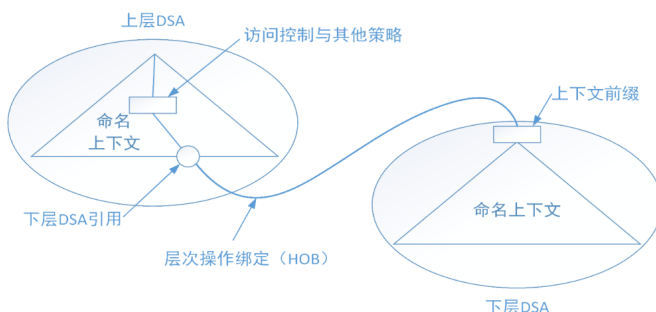 上层DSA
访问控制与其他策略
命名
上下文
上下文前缀
下层DSA引用
命名上下文
层次操作绑定（HOB）
下层DSA